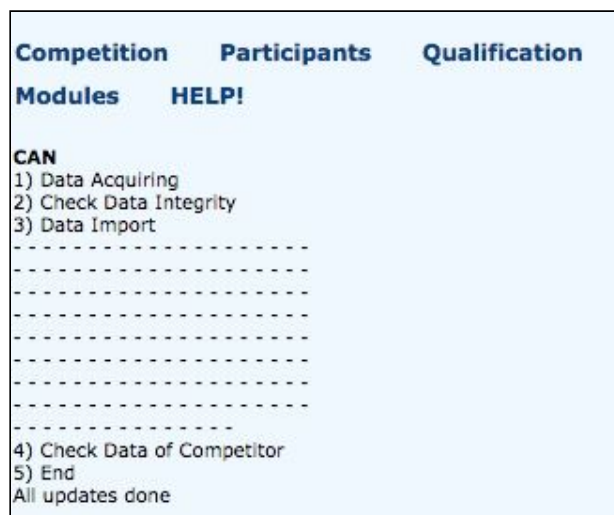 Competition Participants Qualification
Modules HELP!
CAN
1) Data Acquiring
2) Check Data Integrity
3) Data Import
- - - - - - - - - - - - - - - - - - - -
- - - - - - - - - - - - - - - - - - - -
- - - - - - - - - - - - - - - - - - - -
- - - - - - - - - - - - - - - - - - - -
- - - - - - - - - - - - - - - - - - - -
- - - - - - - - - - - - - - - - - - - -
- - - - - - - - - - - - - - - - - - - -
- - - - - - - - - - - - - - - - - - - -
- - - - - - - - - - - - - - -
4) Check Data of Competitor
5) End
All updates done